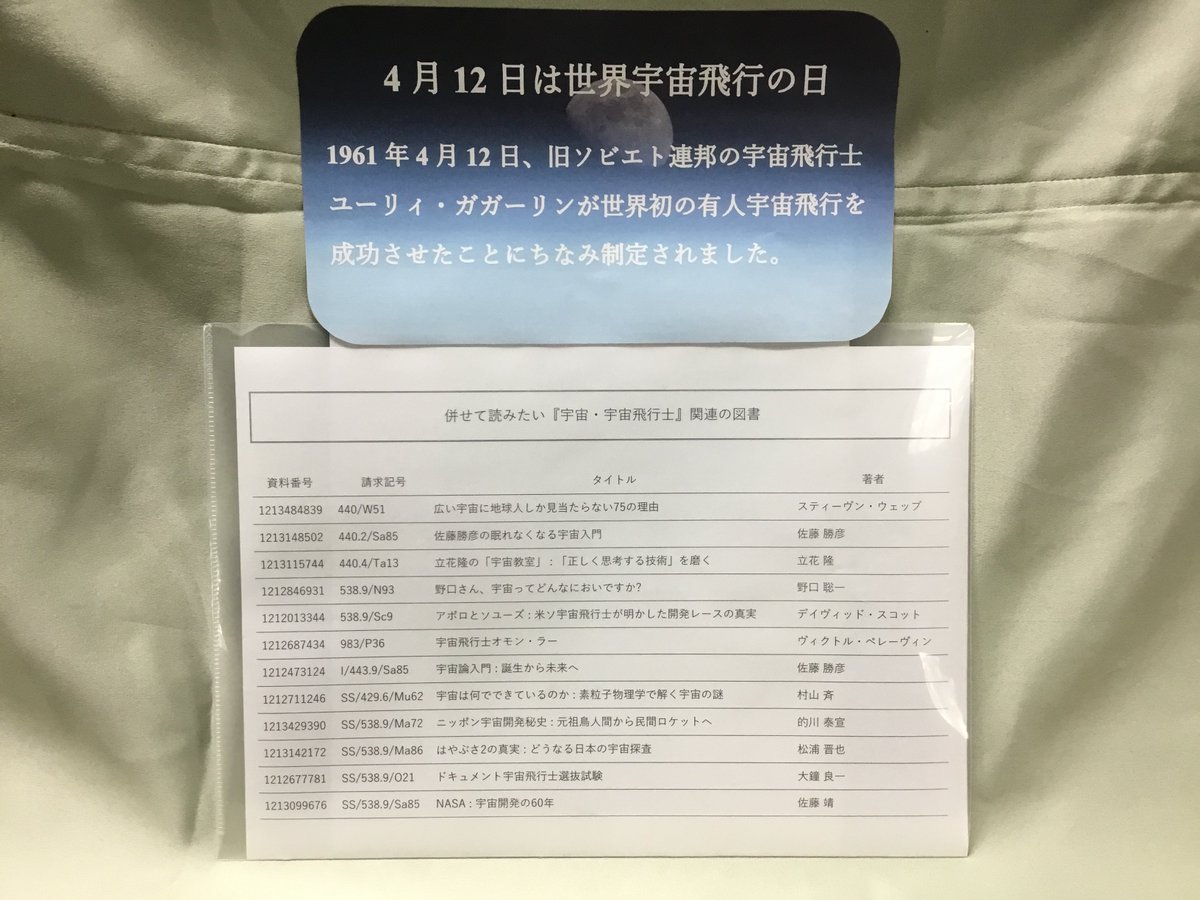 4月12日は世界宇宙飛行の日
1961年4月12日、旧ソビエト連邦の宇宙飛行士
ユーリィ・ガガーリンが世界初の有人宇宙飛行を
成功させたことにちなみ制定されました。
併せて読みたい『宇宙・宇宙飛行士』関連の図書
資料番号 請求記号 タイトル 著者
1213484839 440/W51 広い宇宙に地球人しか見当たらない75の理由 スティーヴン・ウェッブ
1213148502 440.2/Sa85 佐藤勝彦の眠れなくなる宇宙入門 佐藤 勝彦
1213115744 440.4/Ta13 立花隆の「宇宙教室」：「正しく思考する技術」を磨く 立花 隆
1212846931 538.9/N93 野口さん、宇宙ってどんなにおいですか? 野口 聡一
1212013344 538.9/Sc9 アポロとソユーズ : 米ソ宇宙飛行士が明かした開発レースの真実 デイヴィッド・スコット
1212687434 983/P36 宇宙飛行士オモン・ラー ヴィクトル・ペレーヴィン
1212473124 I/443.9/Sa85 宇宙論入門 : 誕生から未来へ 佐藤 勝彦
1212711246 SS/429.6/Mu62 宇宙は何でできているのか : 素粒子物理学で解く宇宙の謎 村山 斉
1213429390 SS/538.9/Ma72 ニッポン宇宙開発秘史 : 元祖鳥人間から民間ロケットへ 的川 泰宣
1213142172 SS/538.9/Ma86 はやぶさ2の真実 : どうなる日本の宇宙探査 松浦 晋也
1212677781 SS/538.9/O21 ドキュメント宇宙飛行士選抜試験 大鐘 良一
1213099676 SS/538.9/Sa85 NASA : 宇宙開発の60年 佐藤 靖